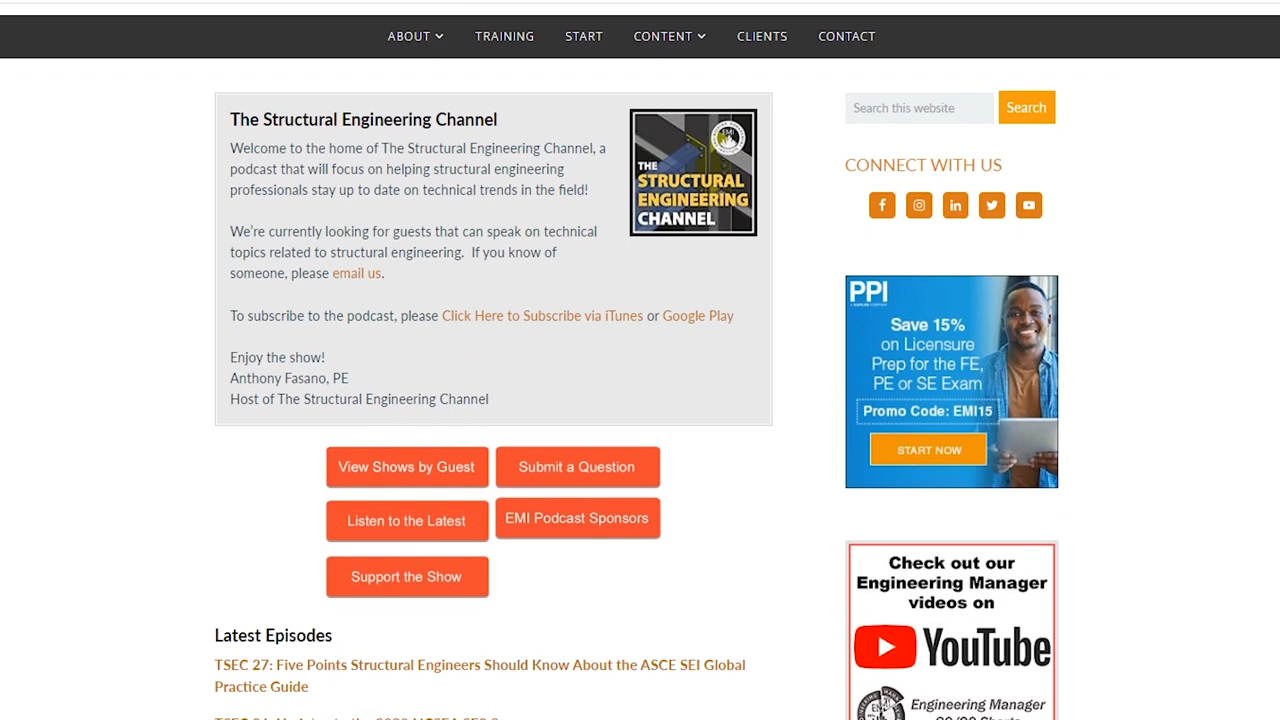 ABOUT TRAINING START CONTENT CLIENTS CONTACT
The Structural Engineering Channel
Welcome to the home of The Structural Engineering Channel, a
podcast that will focus on helping structural engineering
professionals stay up to date on technical trends in the field!
We're currently looking for guests that can speak on technical
topics related to structural engineering. If you know of
someone, please email us.
To subscribe to the podcast, please Click Here to Subscribe via iTunes or Google Play
Enjoy the show!
Anthony Fasano, PE
Host of The Structural Engineering Channel
EMI
THE
STRUCTURAL
ENGINEERING
CHANNEL
View Shows by Guest
Submit a Question
Listen to the Latest
EMI Podcast Sponsors
Support the Show
Latest Episodes
TSEC 27: Five Points Structural Engineers Should Know About the ASCE SEI Global
Practice Guide
Search this website
Search
CONNECT WITH US
PPI
Save 15%
on Licensure
Prep for the FE,
PE or SE Exam
Promo Code: EMI15
START NOW
Check out our
Engineering Manager
videos on
YouTube
Engineering Manager